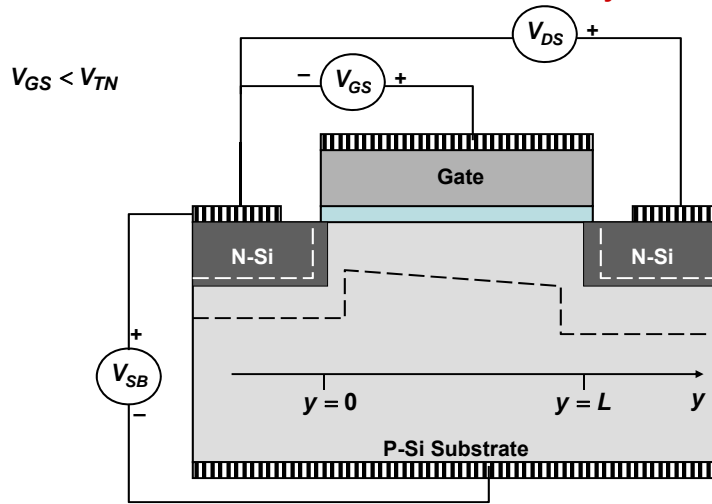 V_DS
+
V_GS < V_TN
− V_GS +
Gate
N-Si
N-Si
+
V_SB
−
y = 0
y = L
y
P-Si Substrate